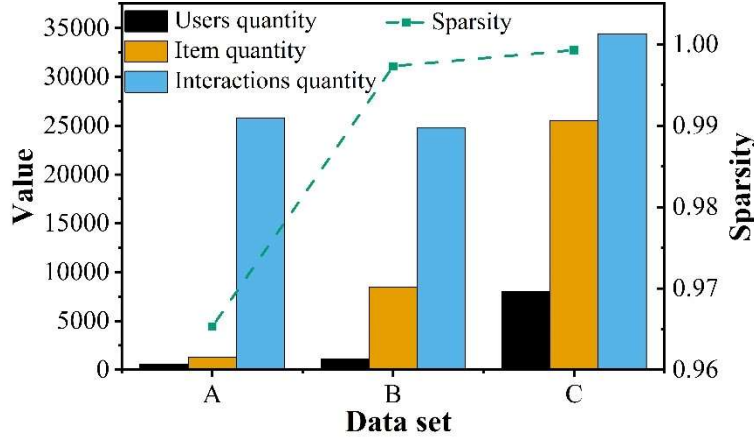 Users quantity
Item quantity
Interactions quantity
Sparsity
35000
30000
25000
20000
15000
10000
5000
0
Value
1.00
0.99
0.98
0.97
0.96
Sparsity
A B C
Data set